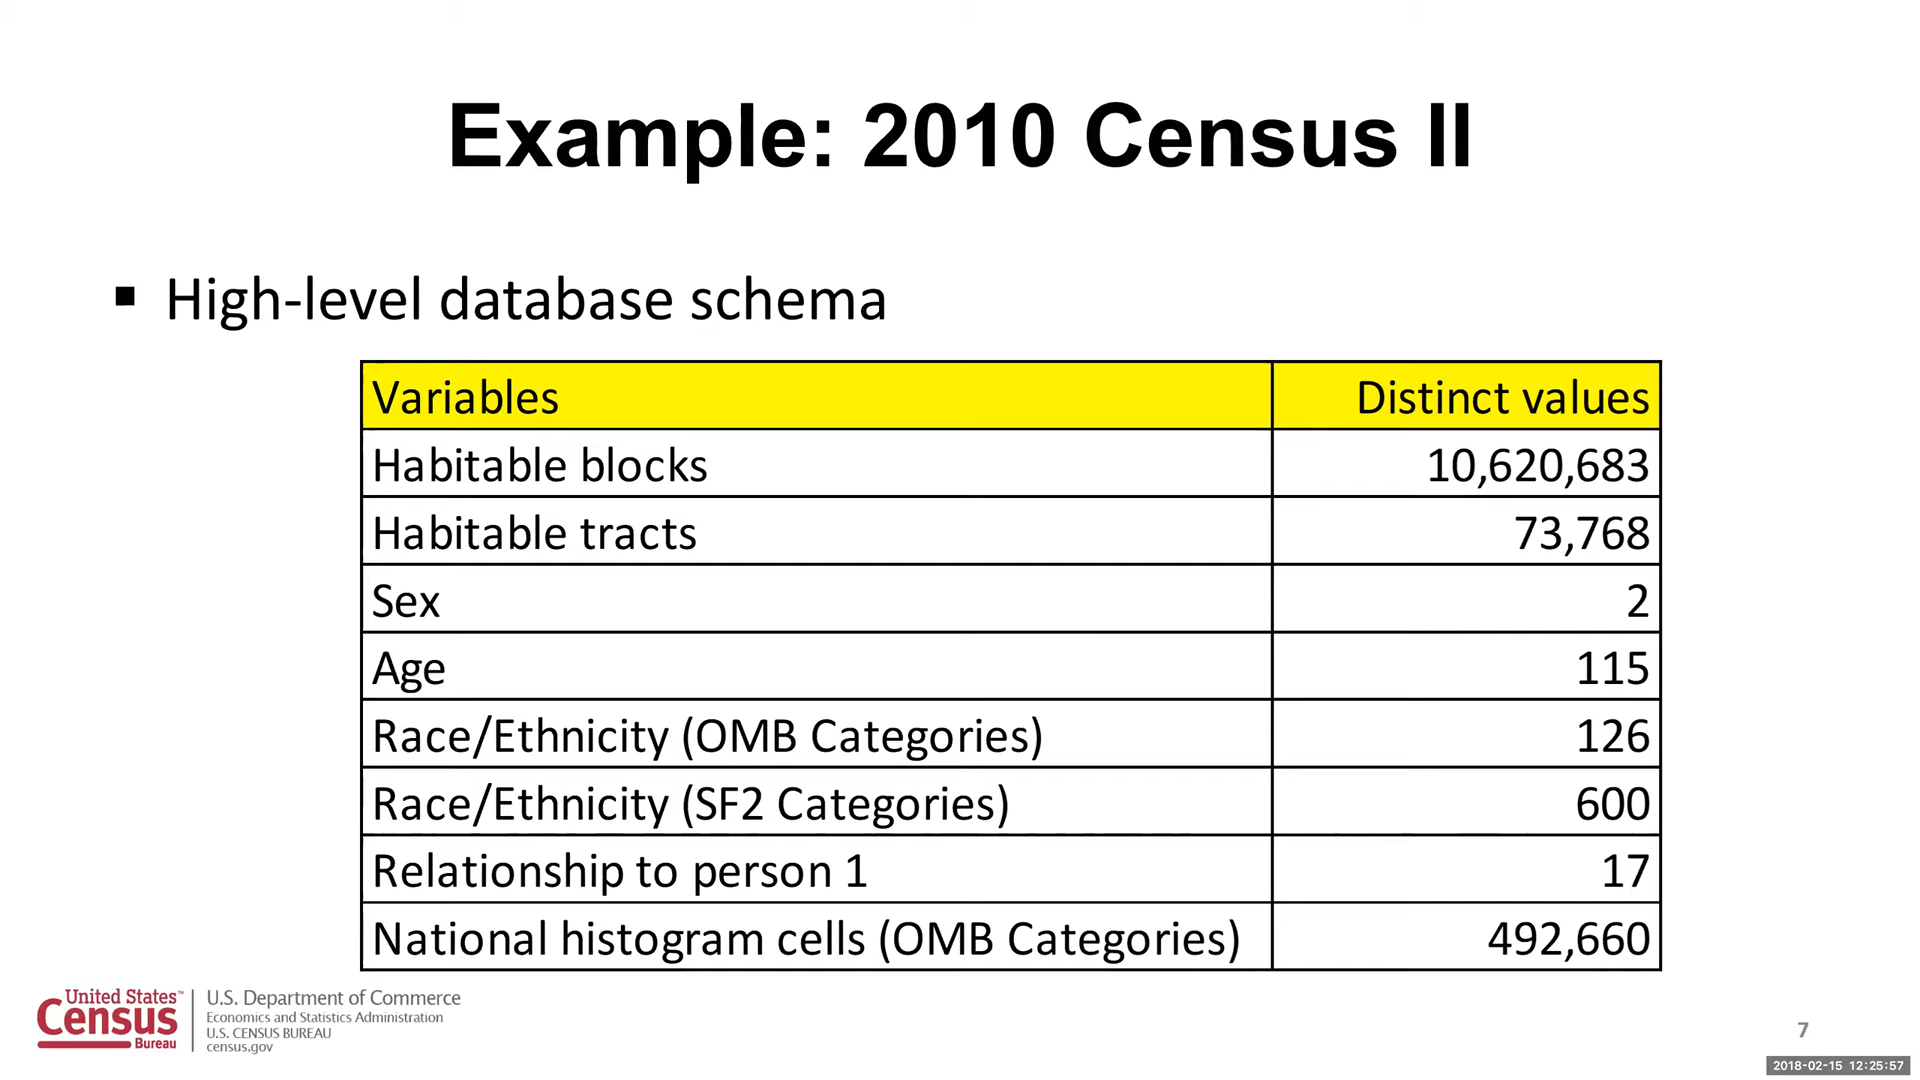 Example: 2010 Census II
▪ High-level database schema
Variables Distinct values
Habitable blocks 10,620,683
Habitable tracts 73,768
Sex 2
Age 115
Race/Ethnicity (OMB Categories) 126
Race/Ethnicity (SF2 Categories) 600
Relationship to person 1 17
National histogram cells (OMB Categories) 492,660
United States™
Census
Bureau
U.S. Department of Commerce
Economics and Statistics Administration
U.S. CENSUS BUREAU
census.gov
7
2018-02-15 12:25:57